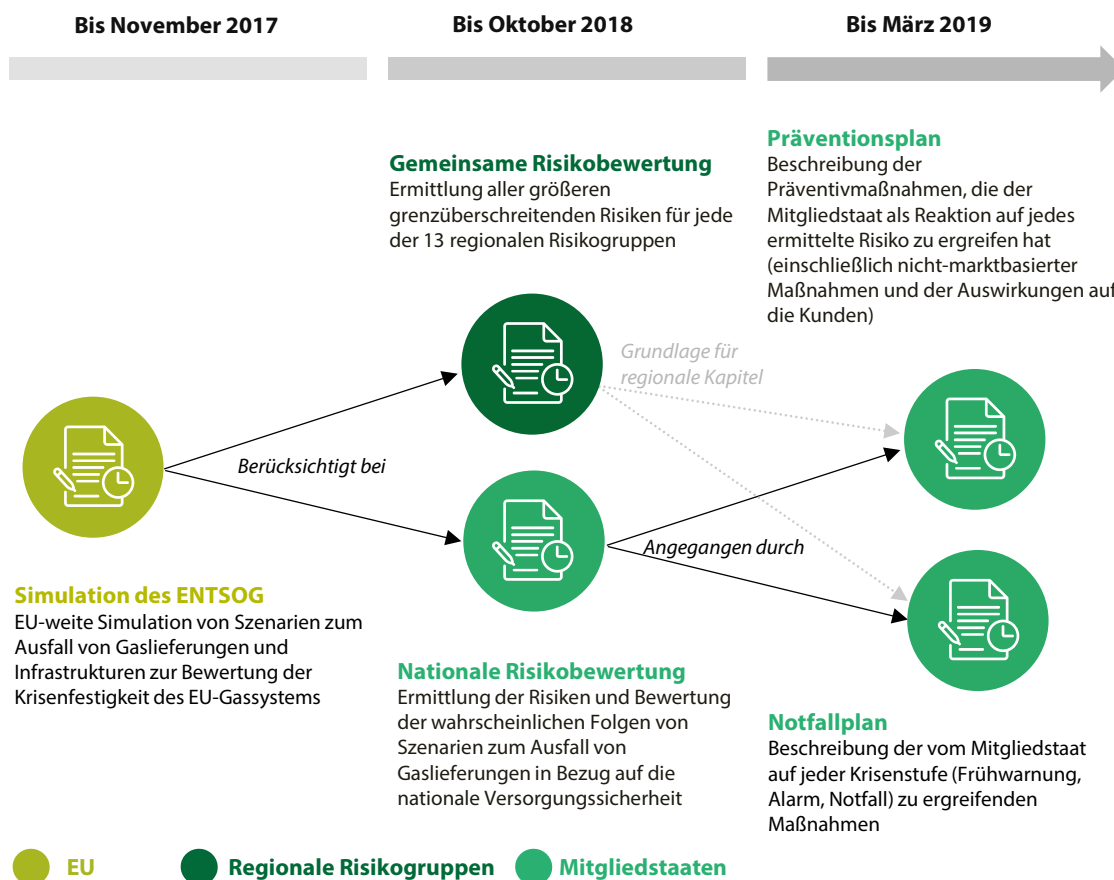 Bis November 2017
Bis Oktober 2018
Bis März 2019
Gemeinsame Risikobewertung
Ermittlung aller größeren
grenzüberschreitenden Risiken für jede
der 13 regionalen Risikogruppen
Präventionsplan
Beschreibung der
Präventivmaßnahmen, die der
Mitgliedstaat als Reaktion auf jedes
ermittelte Risiko zu ergreifen hat
(einschließlich nicht-marktbasierter
Maßnahmen und der Auswirkungen auf
die Kunden)
Grundlage für
regionale Kapitel
Berücksichtigt bei
Angegangen durch
Simulation des ENTSOG
EU-weite Simulation von Szenarien zum
Ausfall von Gaslieferungen und
Infrastrukturen zur Bewertung der
Krisenfestigkeit des EU-Gassystems
Nationale Risikobewertung
Ermittlung der Risiken und Bewertung
der wahrscheinlichen Folgen von
Szenarien zum Ausfall von
Gaslieferungen in Bezug auf die
nationale Versorgungssicherheit
Notfallplan
Beschreibung der vom Mitgliedstaat
auf jeder Krisenstufe (Frühwarnung,
Alarm, Notfall) zu ergreifenden
Maßnahmen
EU
Regionale Risikogruppen
Mitgliedstaaten